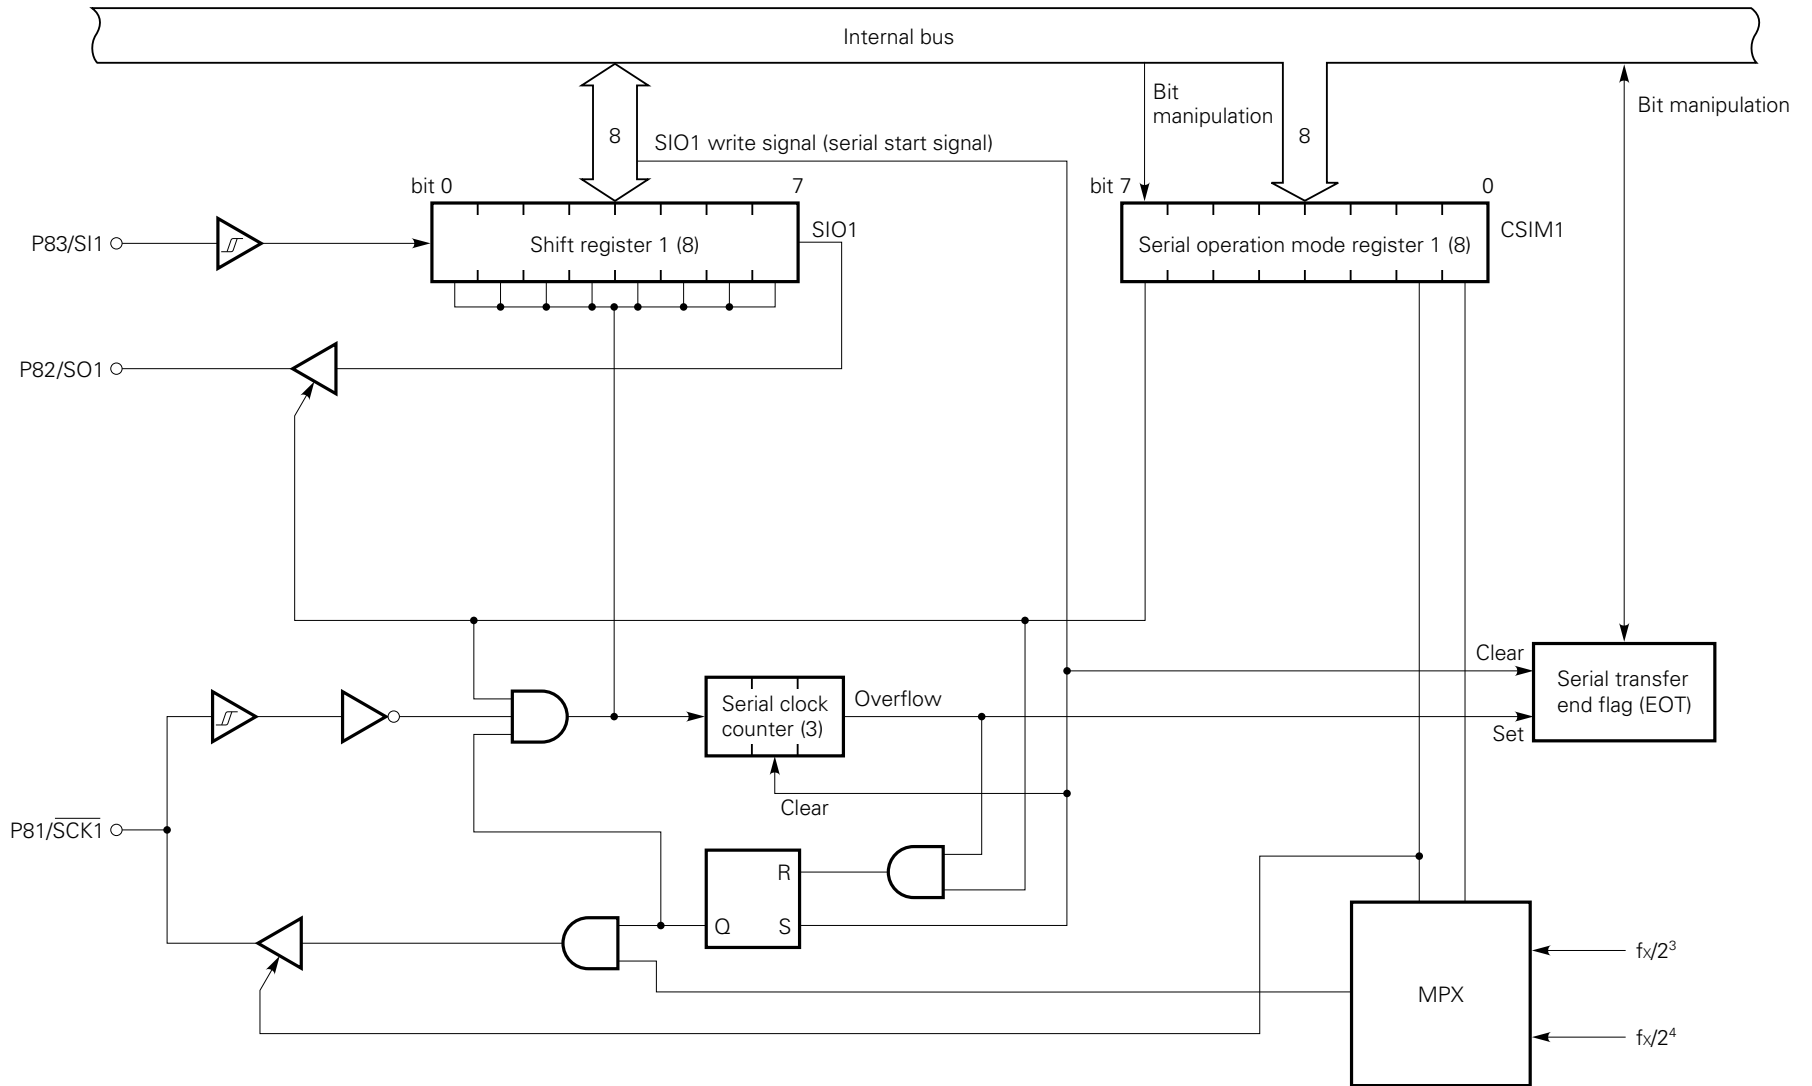 Internal bus
Bit
manipulation
Bit manipulation
8
SIO1 write signal (serial start signal)
8
bit 0
7
bit 7
0
P83/SI1
Shift register 1 (8)
SIO1
Serial operation mode register 1 (8)
CSIM1
P82/SO1
Clear
Serial transfer
end flag (EOT)
Set
Serial clock
counter (3)
Overflow
Clear
P81/S̅C̅K̅1̅
R
Q
S
MPX
fx/2³
fx/2⁴